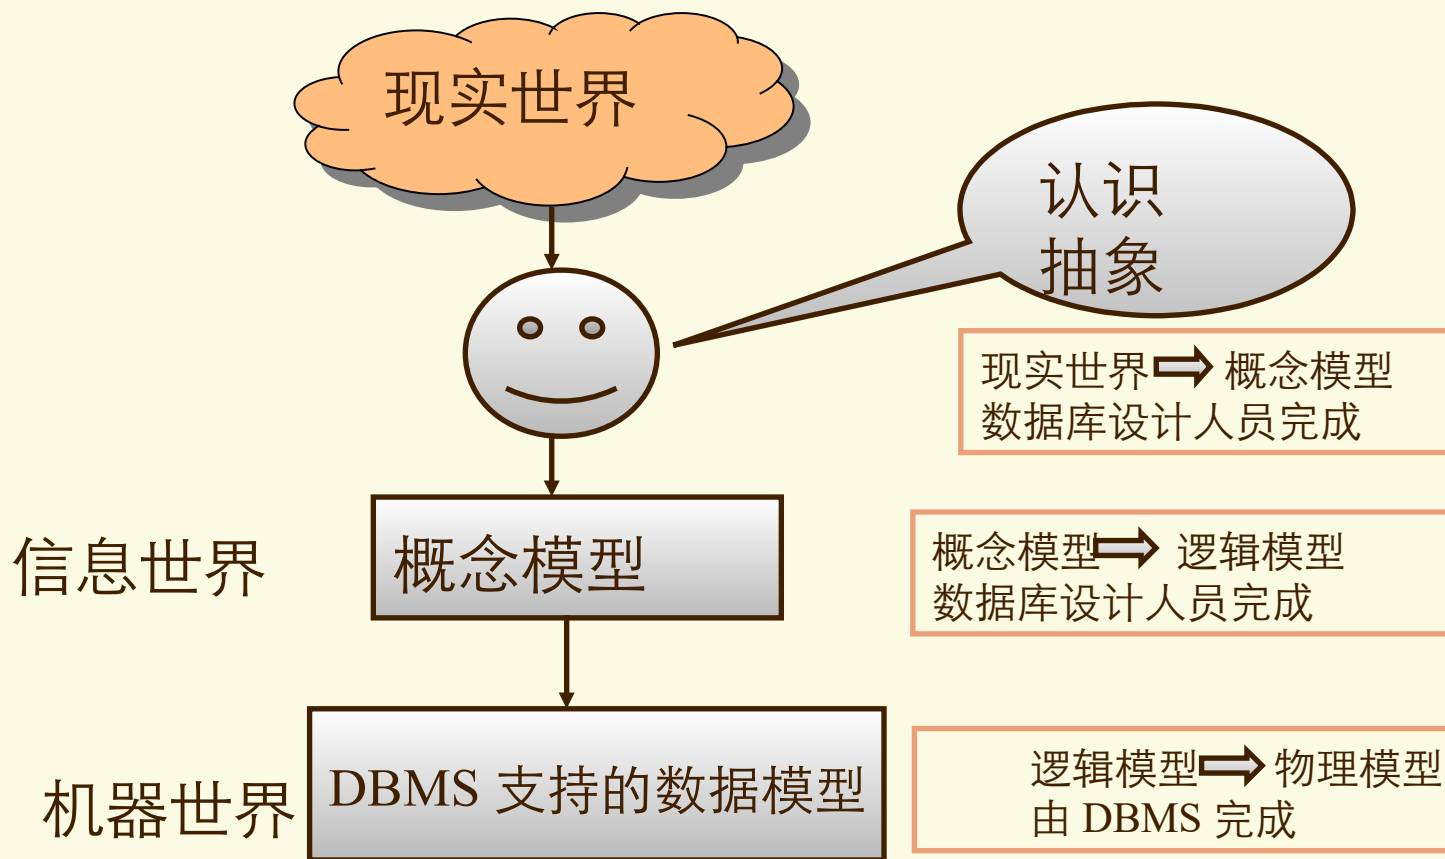 现实世界
认识
抽象
现实世界 概念模型
数据库设计人员完成
信息世界
概念模型
概念模型 逻辑模型
数据库设计人员完成
机器世界
DBMS 支持的数据模型
逻辑模型 物理模型
由 DBMS 完成